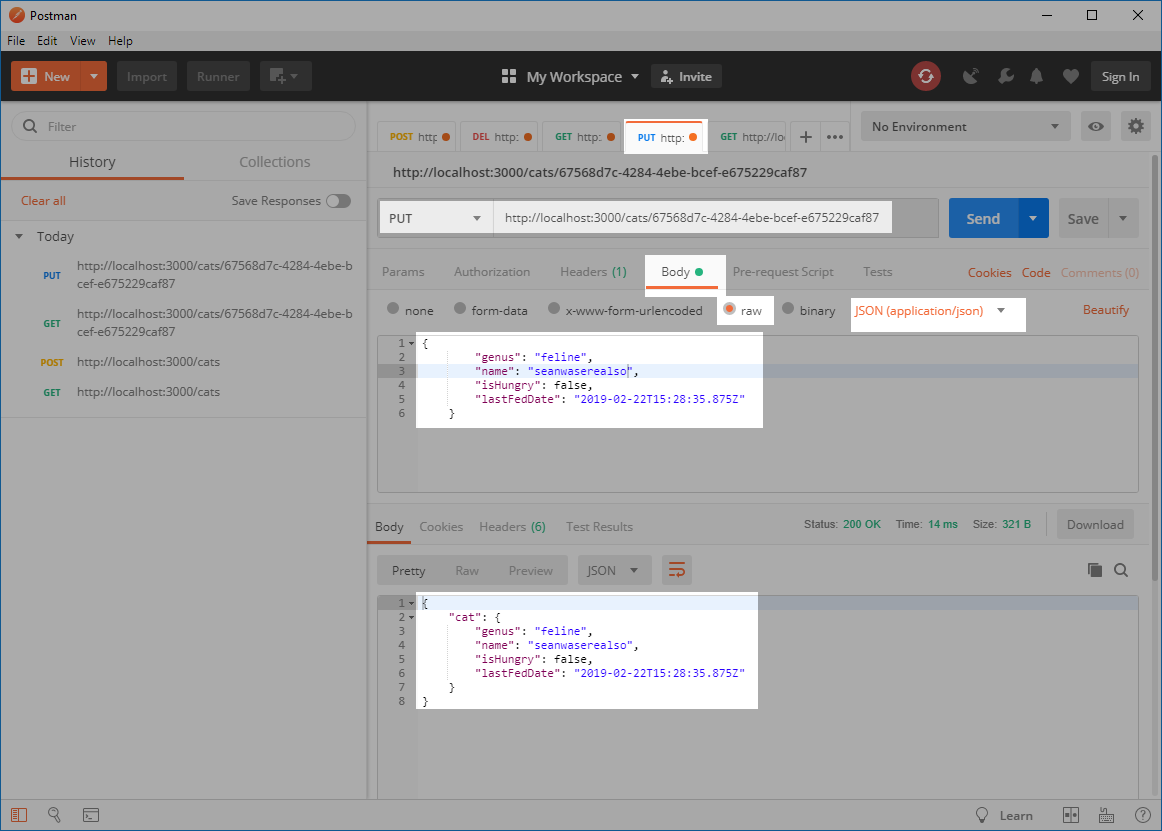 Postman
File Edit View Help
New Import Runner My Workspace Invite Sign In
Filter
History Collections
Clear all Save Responses
Today
PUT http://localhost:3000/cats/67568d7c-4284-4ebe-b
cef-e675229caf87
GET http://localhost:3000/cats/67568d7c-4284-4ebe-b
cef-e675229caf87
POST http://localhost:3000/cats
GET http://localhost:3000/cats
POST http DEL http: GET http: PUT http: GET http://lo No Environment
http://localhost:3000/cats/67568d7c-4284-4ebe-bcef-e675229caf87
PUT http://localhost:3000/cats/67568d7c-4284-4ebe-bcef-e675229caf87 Send Save
Params Authorization Headers (1) Body Pre-request Script Tests Cookies Code Comments (0)
none form-data x-www-form-urlencoded raw binary JSON (application/json) Beautify
1 {
2 "genus": "feline",
3 "name": "seanwaserealso",
4 "isHungry": false,
5 "lastFedDate": "2019-02-22T15:28:35.875Z"
6 }
Body Cookies Headers (6) Test Results Status: 200 OK Time: 14 ms Size: 321 B Download
Pretty Raw Preview JSON
1 {
2 "cat": {
3 "genus": "feline",
4 "name": "seanwaserealso",
5 "isHungry": false,
6 "lastFedDate": "2019-02-22T15:28:35.875Z"
7 }
8 }
Learn